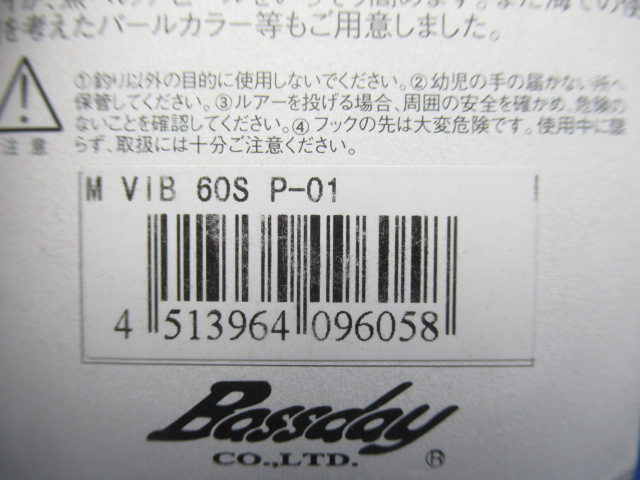 を考えたパールカラー等もご用意しました。
①釣り以外の目的に使用しないでください。②幼児の手の届かない所へ
保管してください。③ルアーを投げる場合、周囲の安全を確かめ、危険の
ないことを確認してください。④フックの先は大変危険です。使用中に限
らず、取扱には十分ご注意ください。
注意
M VIB 60S P-01
4 513964 096058
Bassday
CO.,LTD. ®